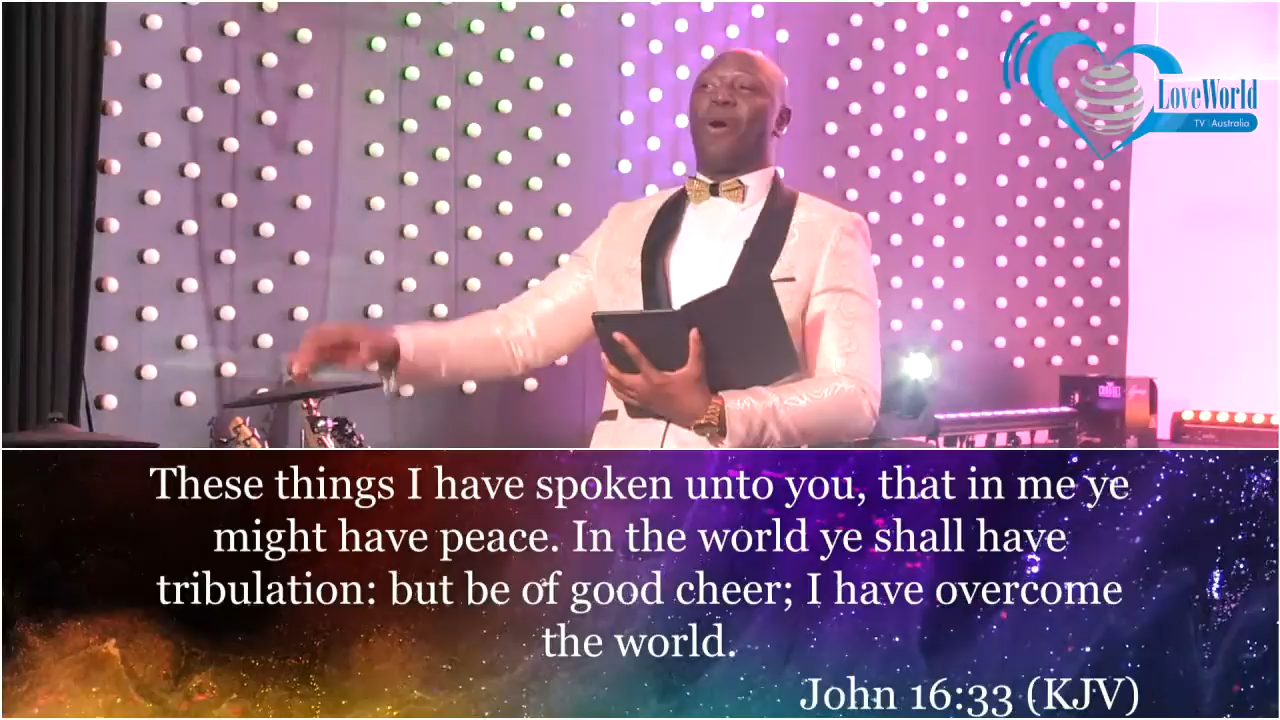 LoveWorld
TV Australia
These things I have spoken unto you, that in me ye
might have peace. In the world ye shall have
tribulation: but be of good cheer; I have overcome
the world.
John 16:33 (KJV)